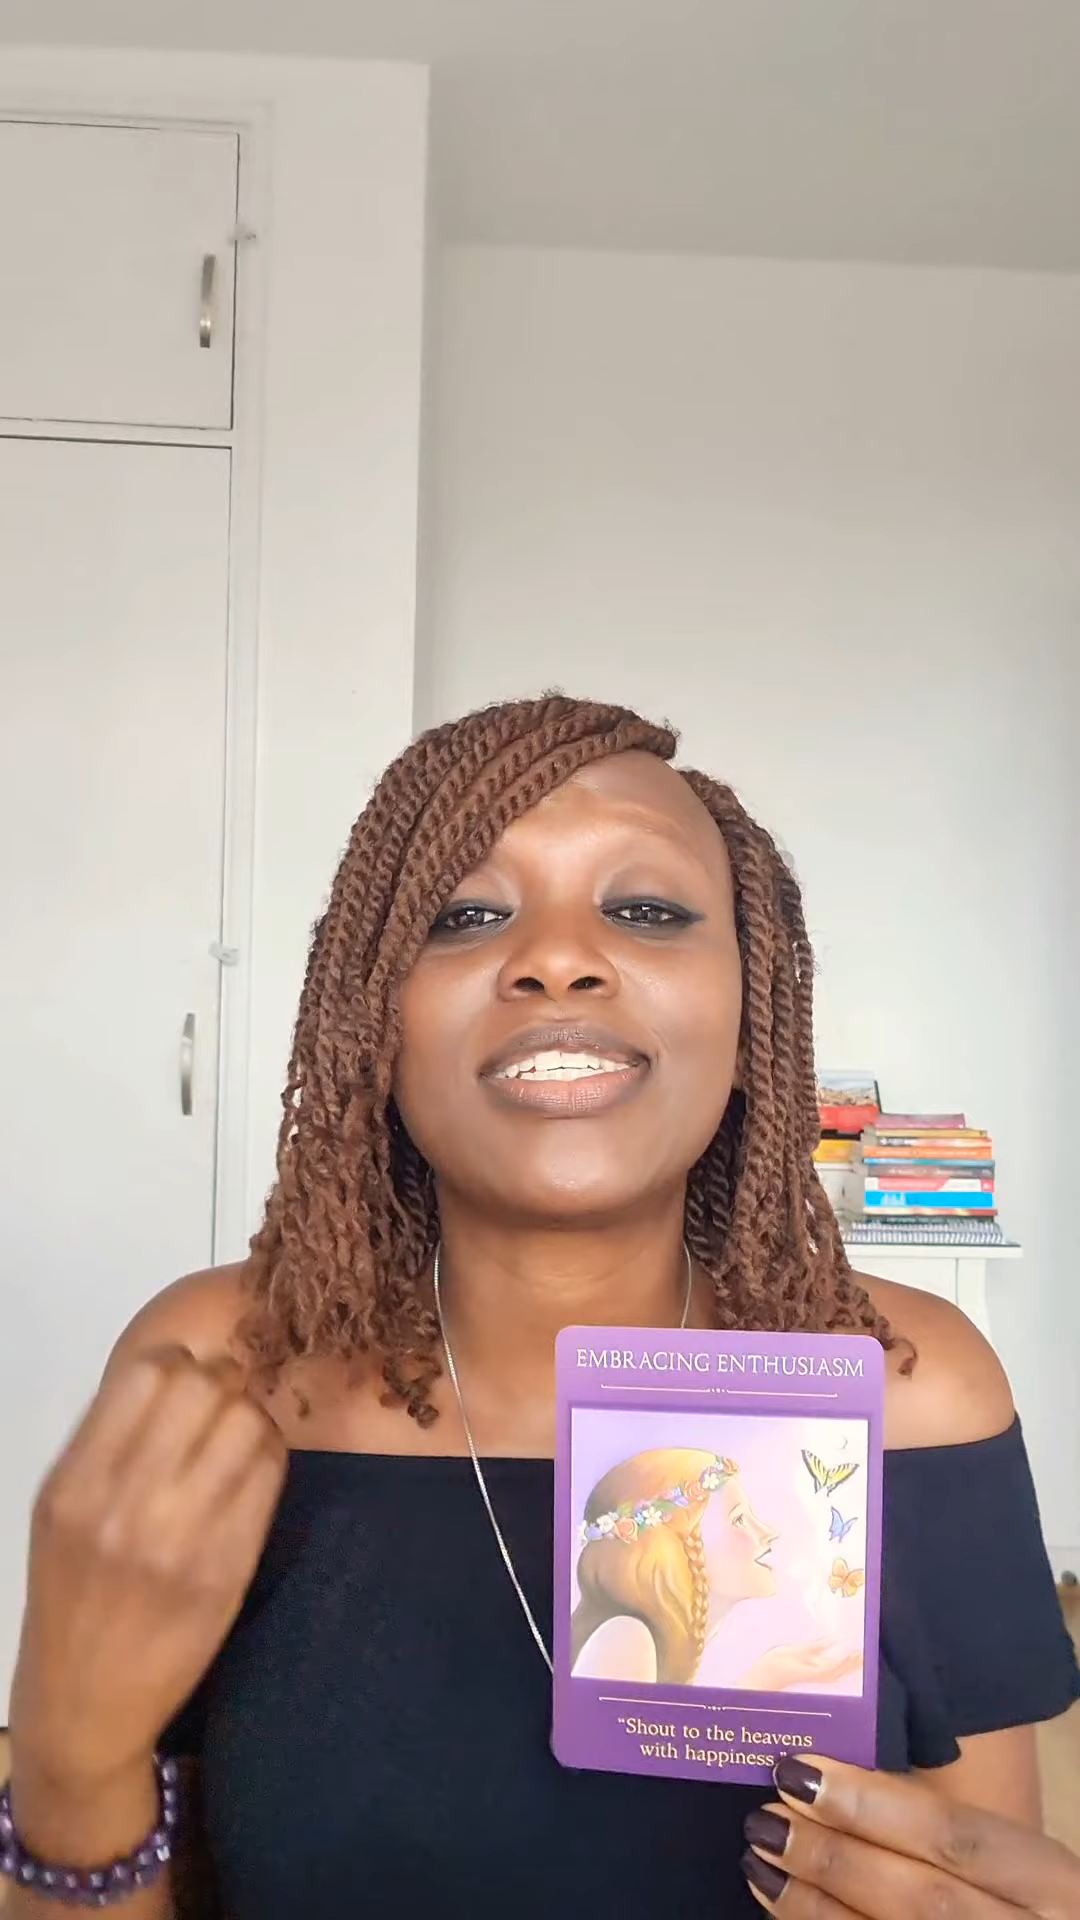 EMBRACING ENTHUSIASM
“Shout to the heavens
with happiness.”